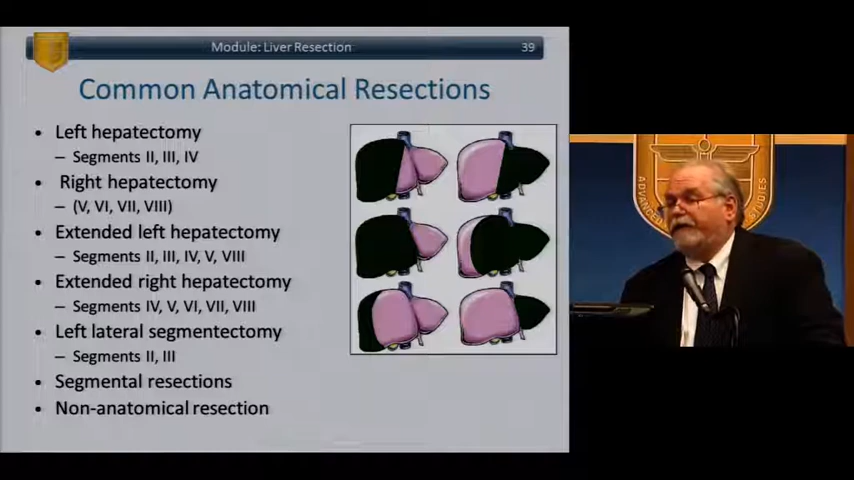 Module: Liver Resection
39
Common Anatomical Resections
• Left hepatectomy
– Segments II, III, IV
• Right hepatectomy
– (V, VI, VII, VIII)
• Extended left hepatectomy
– Segments II, III, IV, V, VIII
• Extended right hepatectomy
– Segments IV, V, VI, VII, VIII
• Left lateral segmentectomy
– Segments II, III
• Segmental resections
• Non-anatomical resection
ADVANCED
STUDIES